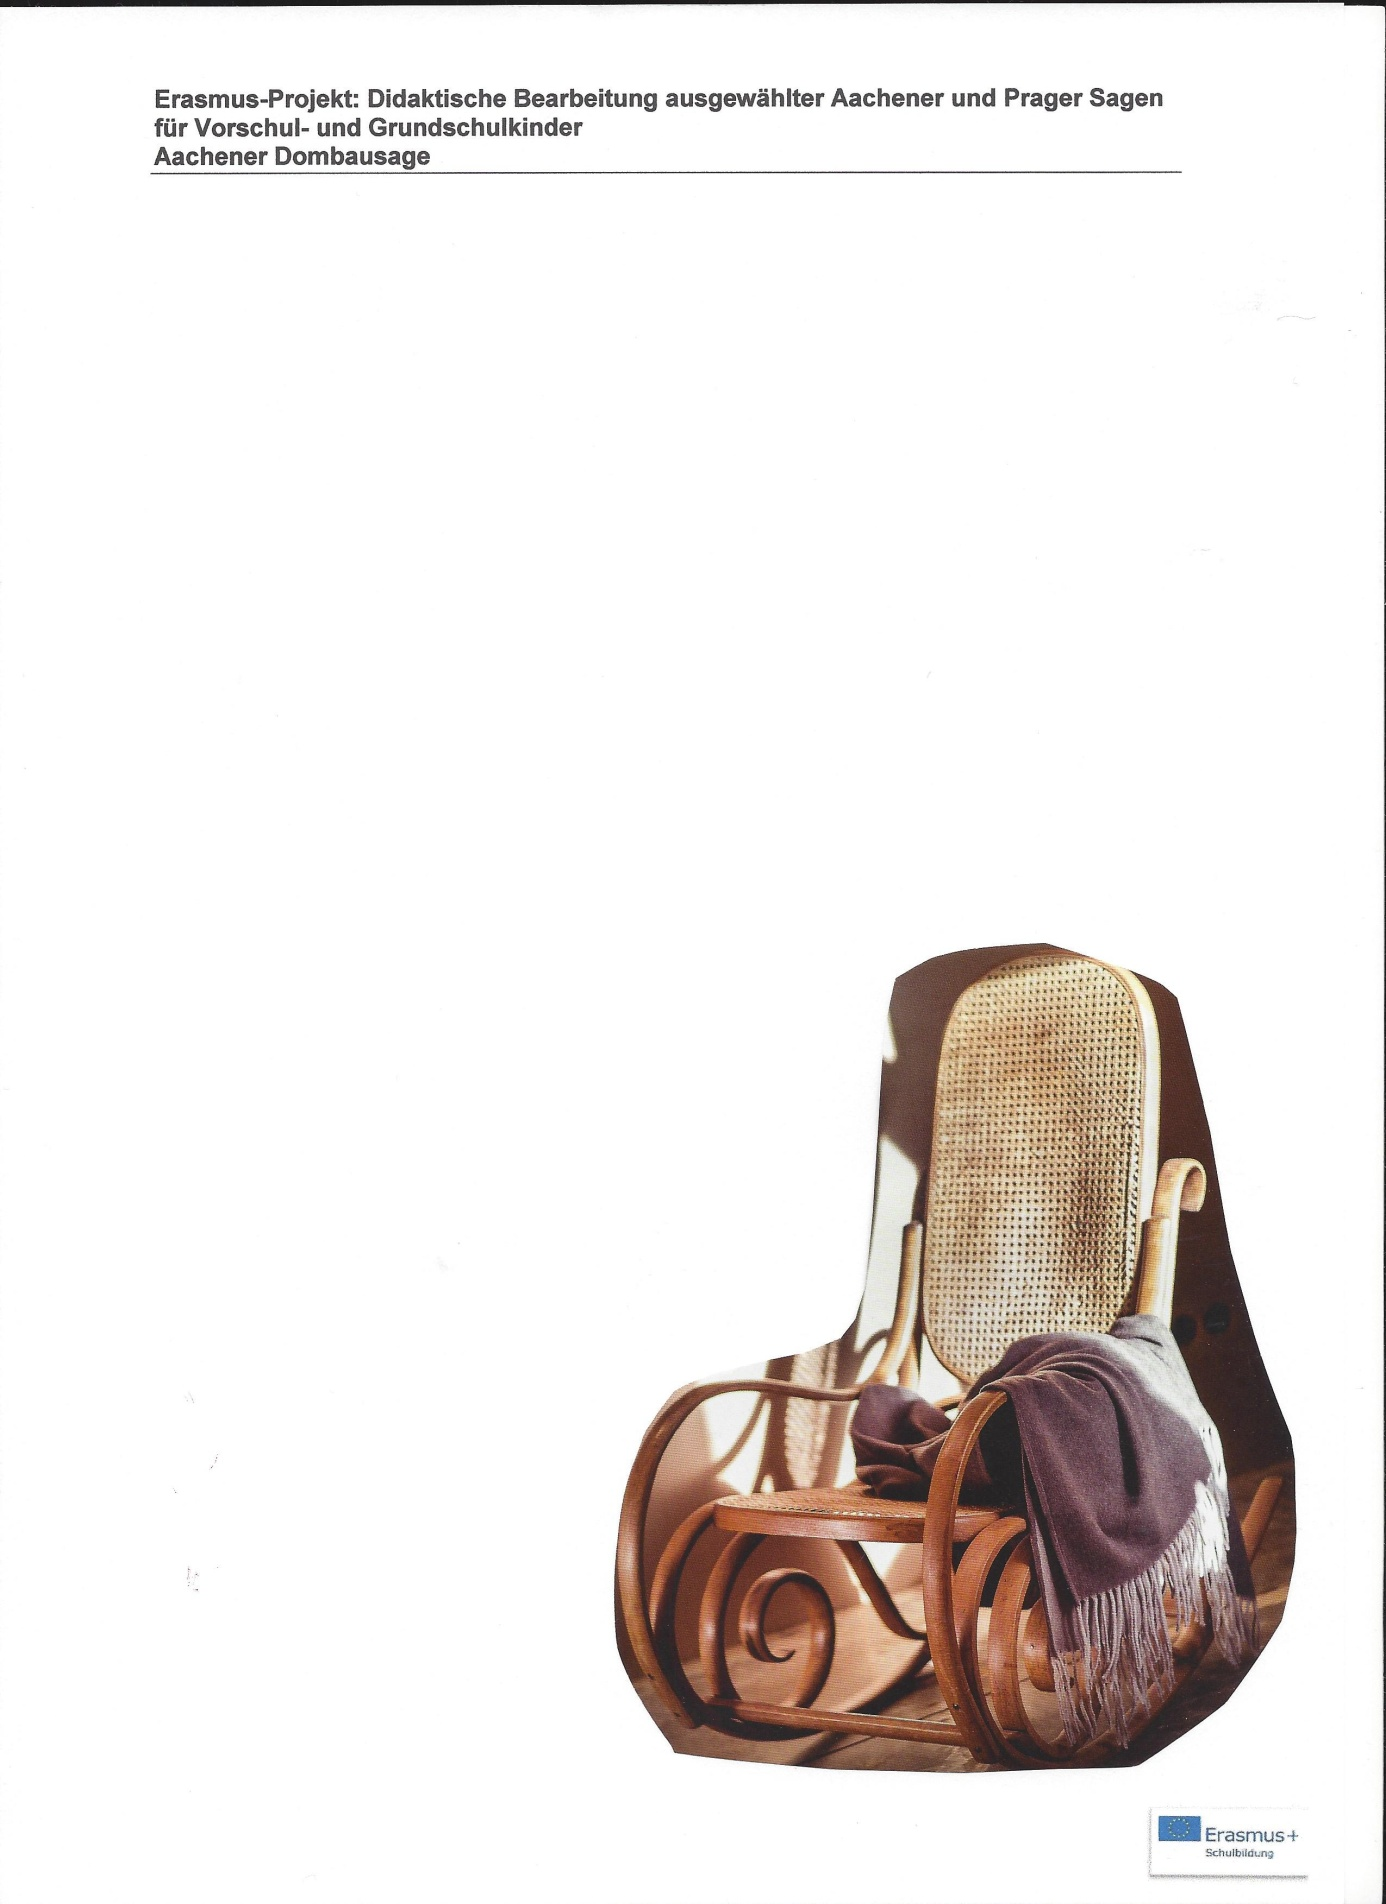 Erasmus-Projekt: Didaktische Bearbeitung ausgewählter Aachener und Prager Sagen
für Vorschul- und Grundschulkinder
Aachener Dombausage
Erasmus+
Schulbildung